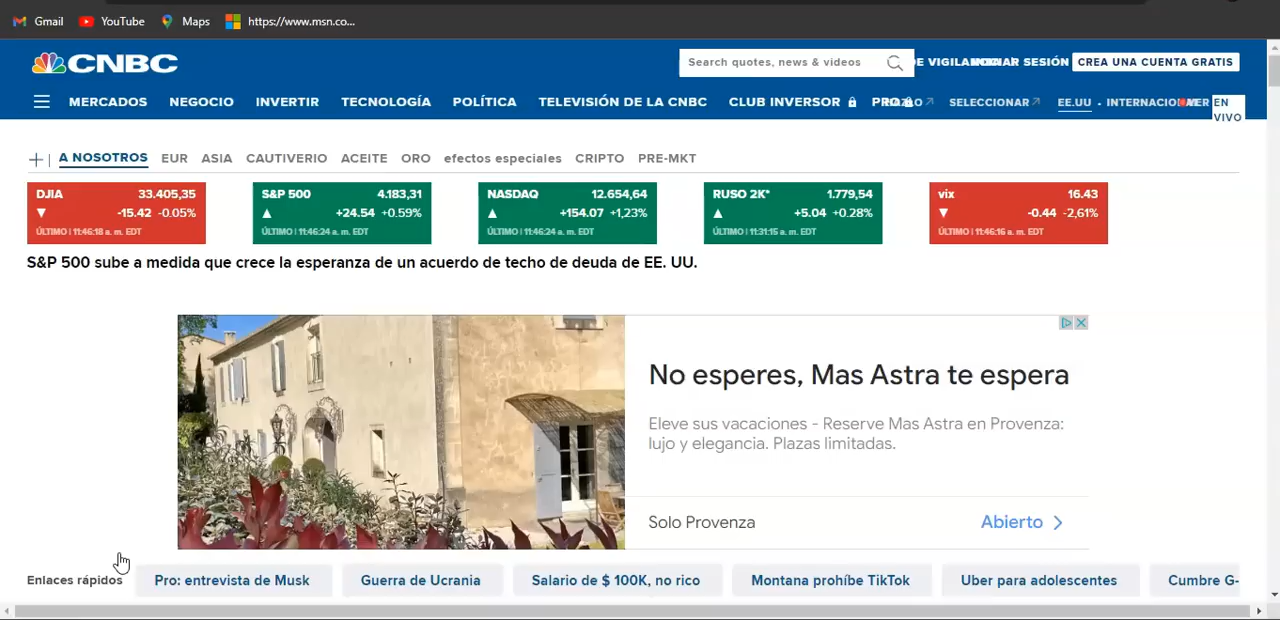 Gmail YouTube Maps https://www.msn.co...
CNBC
Search quotes, news & videos
INICIAR SESIÓN
CREA UNA CUENTA GRATIS
MERCADOS NEGOCIO INVERTIR TECNOLOGÍA POLÍTICA TELEVISIÓN DE LA CNBC CLUB INVERSOR PRO SELECCIONAR EE.UU VER EN VIVO
A NOSOTROS EUR ASIA CAUTIVERIO ACEITE ORO efectos especiales CRIPTO PRE-MKT
DJIA 33.405,35
-15.42 -0.05%
ÚLTIMO | 11:46:18 a. m. EDT
S&P 500 4.183,31
+24.54 +0.59%
ÚLTIMO | 11:46:24 a. m. EDT
NASDAQ 12.654,64
+154.07 +1,23%
ÚLTIMO | 11:46:24 a. m. EDT
RUSO 2K* 1.779,54
+5.04 +0.28%
ÚLTIMO | 11:31:15 a. m. EDT
vix 16.43
-0.44 -2,61%
ÚLTIMO | 11:46:16 a. m. EDT
S&P 500 sube a medida que crece la esperanza de un acuerdo de techo de deuda de EE. UU.
No esperes, Mas Astra te espera
Eleve sus vacaciones - Reserve Mas Astra en Provenza:
lujo y elegancia. Plazas limitadas.
Solo Provenza Abierto
Enlaces rápidos Pro: entrevista de Musk Guerra de Ucrania Salario de $ 100K, no rico Montana prohíbe TikTok Uber para adolescentes Cumbre G-